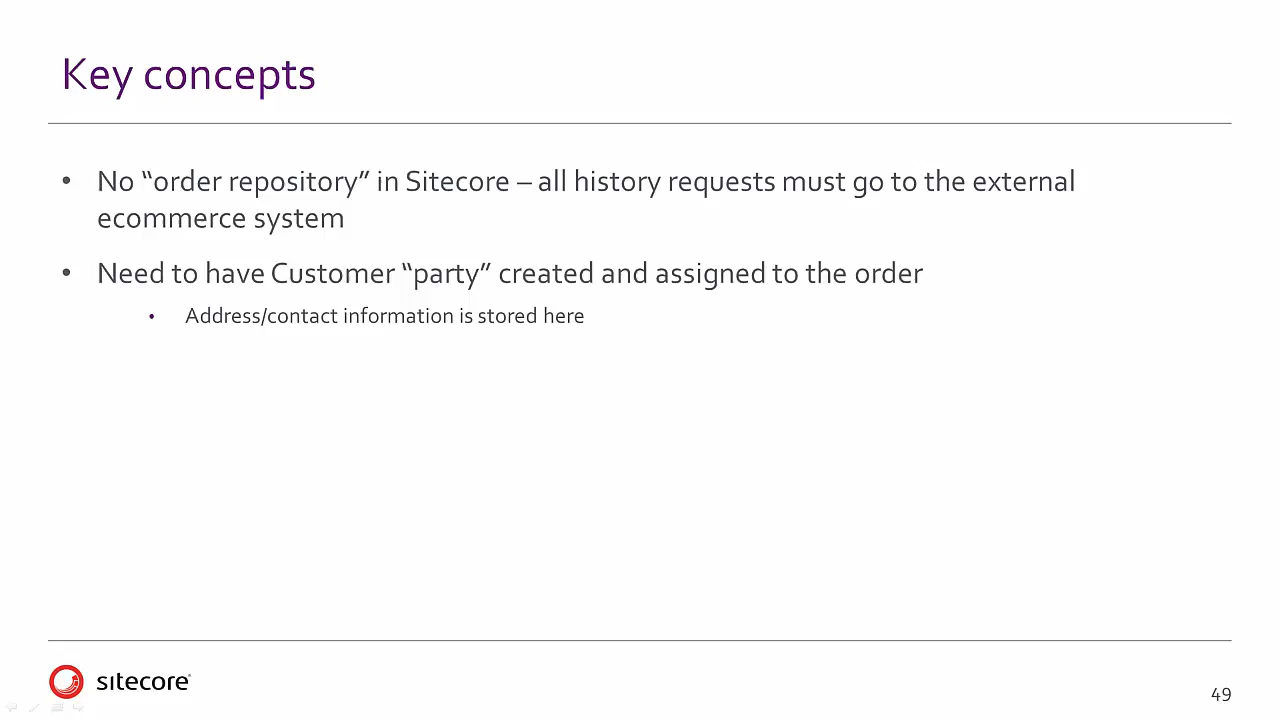 Key concepts
• No “order repository” in Sitecore – all history requests must go to the external
ecommerce system
• Need to have Customer “party” created and assigned to the order
• Address/contact information is stored here
sitecore
49